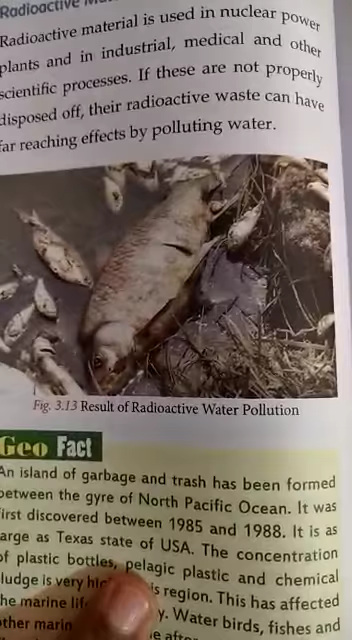 Radioactive
Radioactive material is used in nuclear power
plants and in industrial, medical and other
scientific processes. If these are not properly
disposed off, their radioactive waste can have
far reaching effects by polluting water.
Fig. 3.13 Result of Radioactive Water Pollution
Geo Fact
An island of garbage and trash has been formed
between the gyre of North Pacific Ocean. It was
first discovered between 1985 and 1988. It is as
large as Texas state of USA. The concentration
of plastic bottles, pelagic plastic and chemical
sludge is very region. This has affected
the marine Water birds, fishes and
other